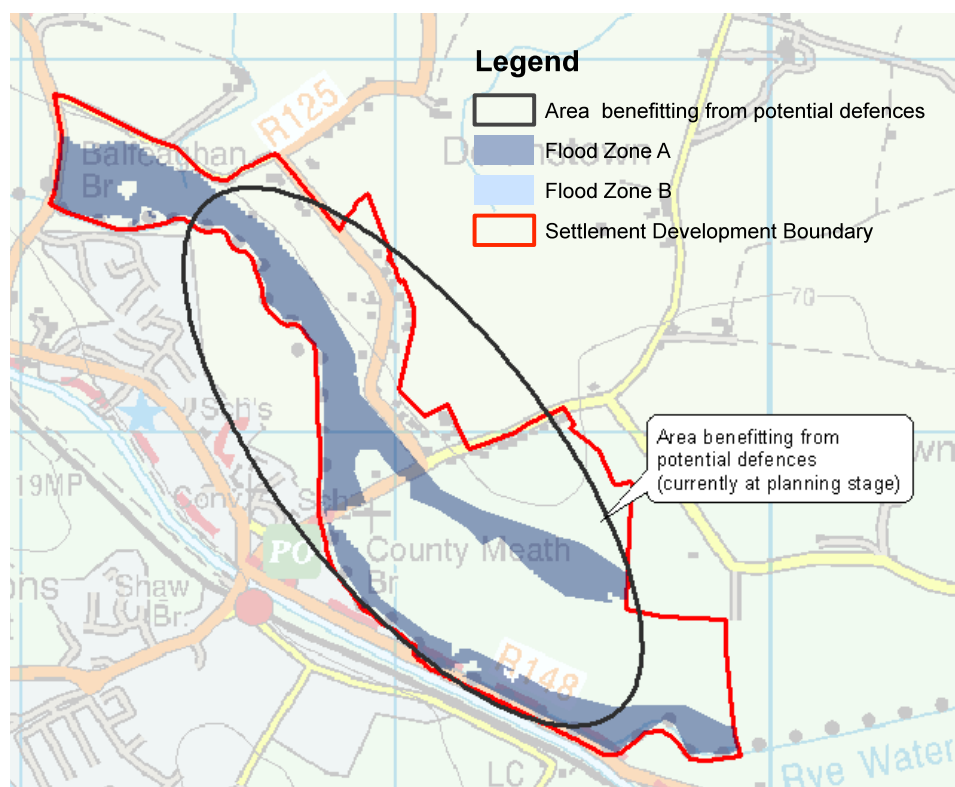 Legend
Area benefitting from potential defences
Flood Zone A
Flood Zone B
Settlement Development Boundary
R125
Balfeaghan
Br
70
Area benefitting from
potential defences
(currently at planning stage)
Sch's
19MP
Conv
Sch
PO
County Meath
Br
Shaw
Br.
R148
LC
Rye Water